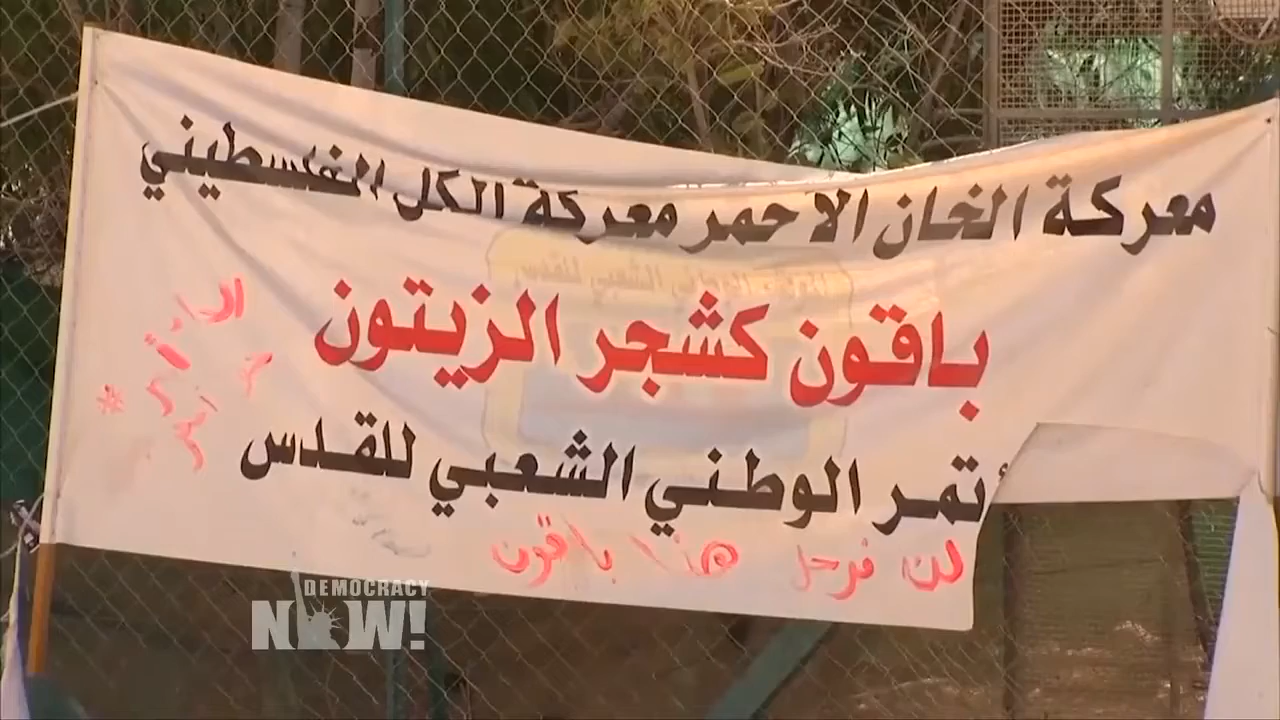 معركة الخان الاحمر معركة الكل الفلسطيني
باقون كشجر الزيتون
تمر الوطني الشعبي للقدس
لن نرحل هنا باقون
DEMOCRACY
NOW!